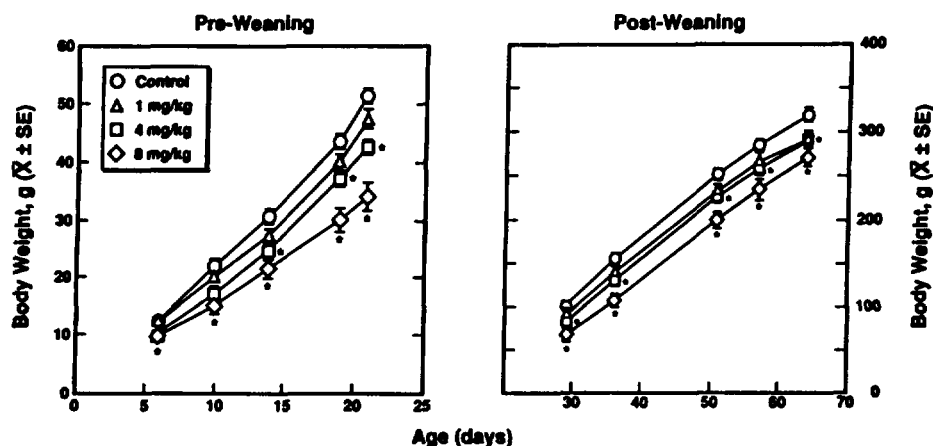 Pre-Weaning
Post-Weaning
Body Weight, g (X̅ ± SE)
60
50
40
30
20
10
0
Control
1 mg/kg
4 mg/kg
8 mg/kg
0
5
10
15
20
25
30
40
50
60
70
400
300
200
100
0
Body Weight, g (X̅ ± SE)
Age (days)